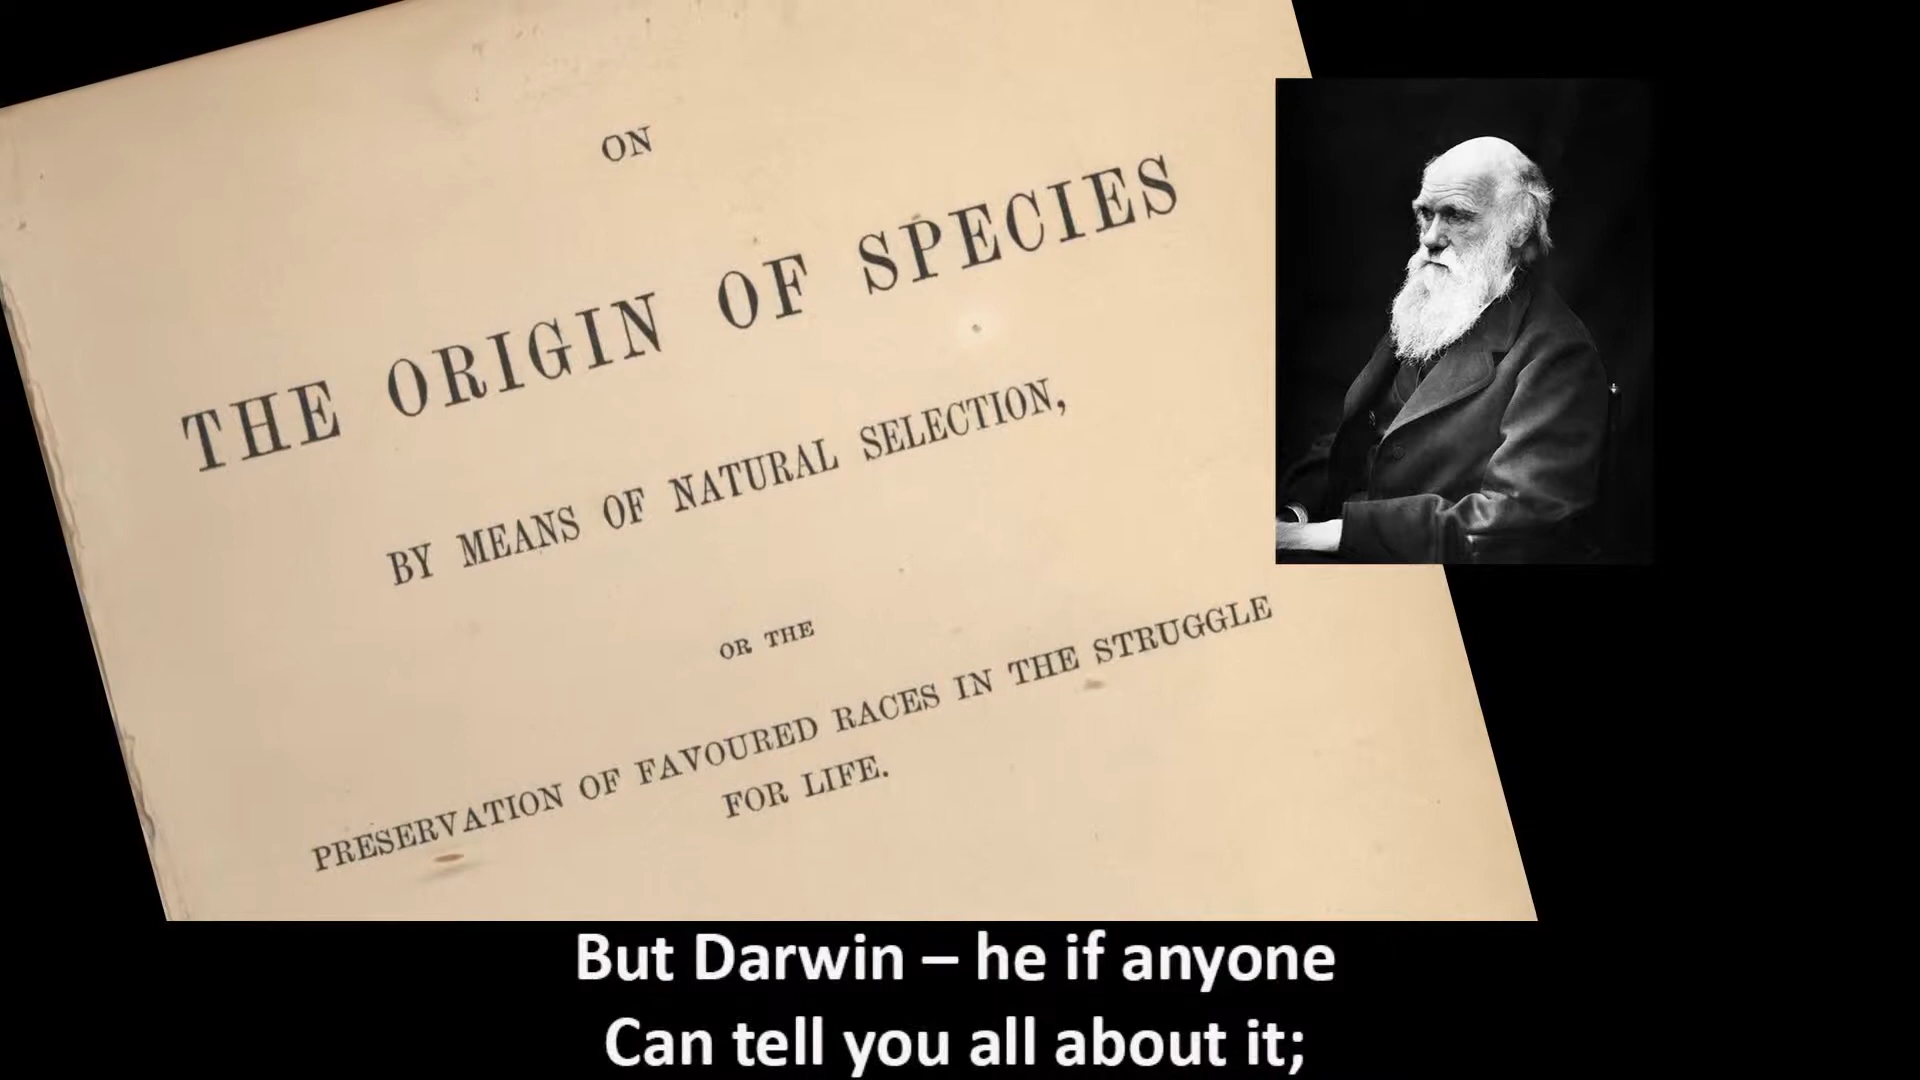 ON
THE ORIGIN OF SPECIES
BY MEANS OF NATURAL SELECTION,
OR THE
PRESERVATION OF FAVOURED RACES IN THE STRUGGLE
FOR LIFE.
But Darwin – he if anyone
Can tell you all about it;